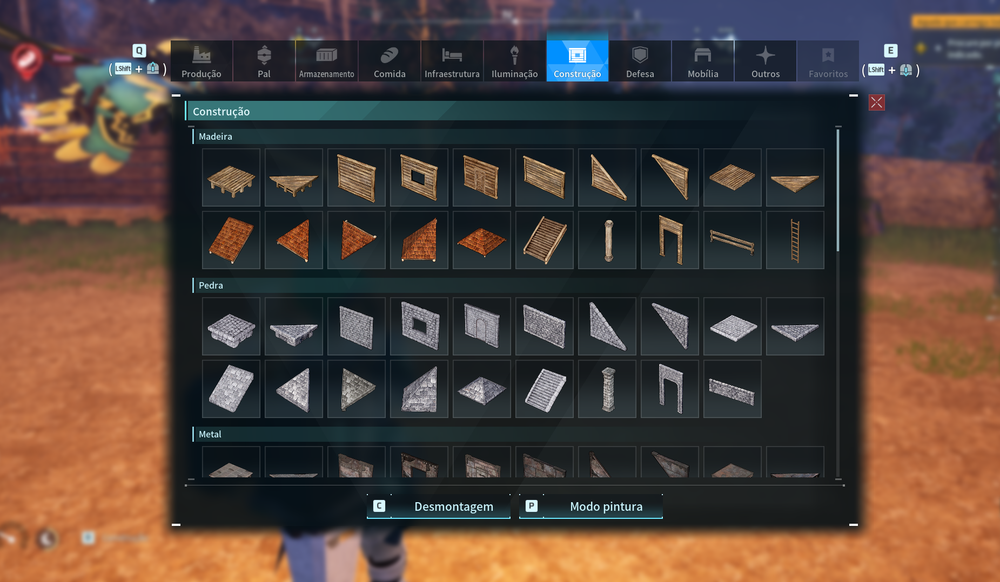 Q
( LShift + )
Produção
Pal
Armazenamento
Comida
Infraestrutura
Iluminação
Construção
Defesa
Mobília
Outros
Favoritos
E
( LShift + )
Construção
Madeira
Pedra
Metal
C Desmontagem
P Modo pintura